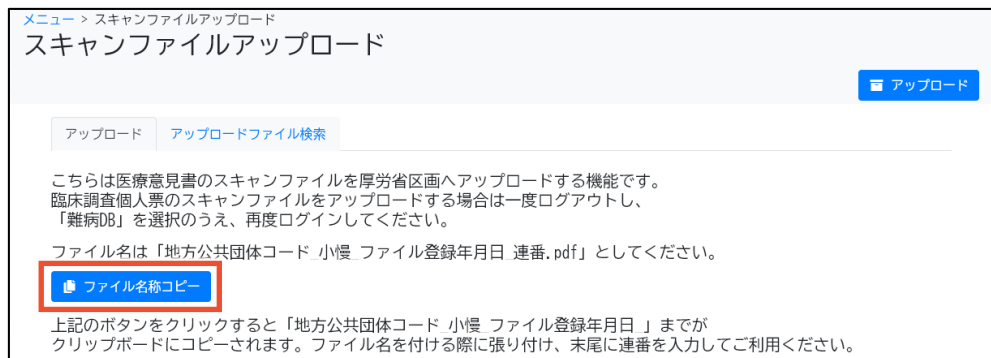 メニュー > スキャンファイルアップロード
スキャンファイルアップロード
アップロード
アップロード アップロードファイル検索
こちらは医療意見書のスキャンファイルを厚労省区画へアップロードする機能です。
臨床調査個人票のスキャンファイルをアップロードする場合は一度ログアウトし、
「難病DB」を選択のうえ、再度ログインしてください。
ファイル名は「地方公共団体コード_小慢_ファイル登録年月日_連番.pdf」としてください。
ファイル名称コピー
上記のボタンをクリックすると「地方公共団体コード_小慢_ファイル登録年月日_」までが
クリップボードにコピーされます。ファイル名を付ける際に張り付け、末尾に連番を入力してご利用ください。